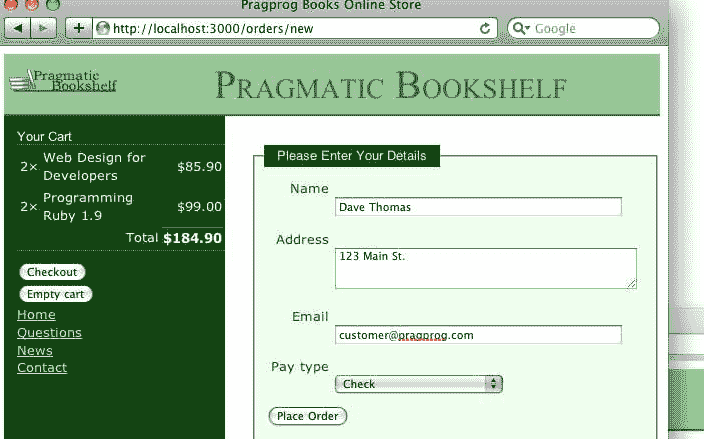 Pragprog Books Online Store
http://localhost:3000/orders/new
Google
Pragmatic
Bookshelf
PRAGMATIC BOOKSHELF
Your Cart
2× Web Design for Developers $85.90
2× Programming Ruby 1.9 $99.00
Total $184.90
Checkout
Empty cart
Home
Questions
News
Contact
Please Enter Your Details
Name
Dave Thomas
Address
123 Main St.
Email
customer@pragprog.com
Pay type
Check
Place Order